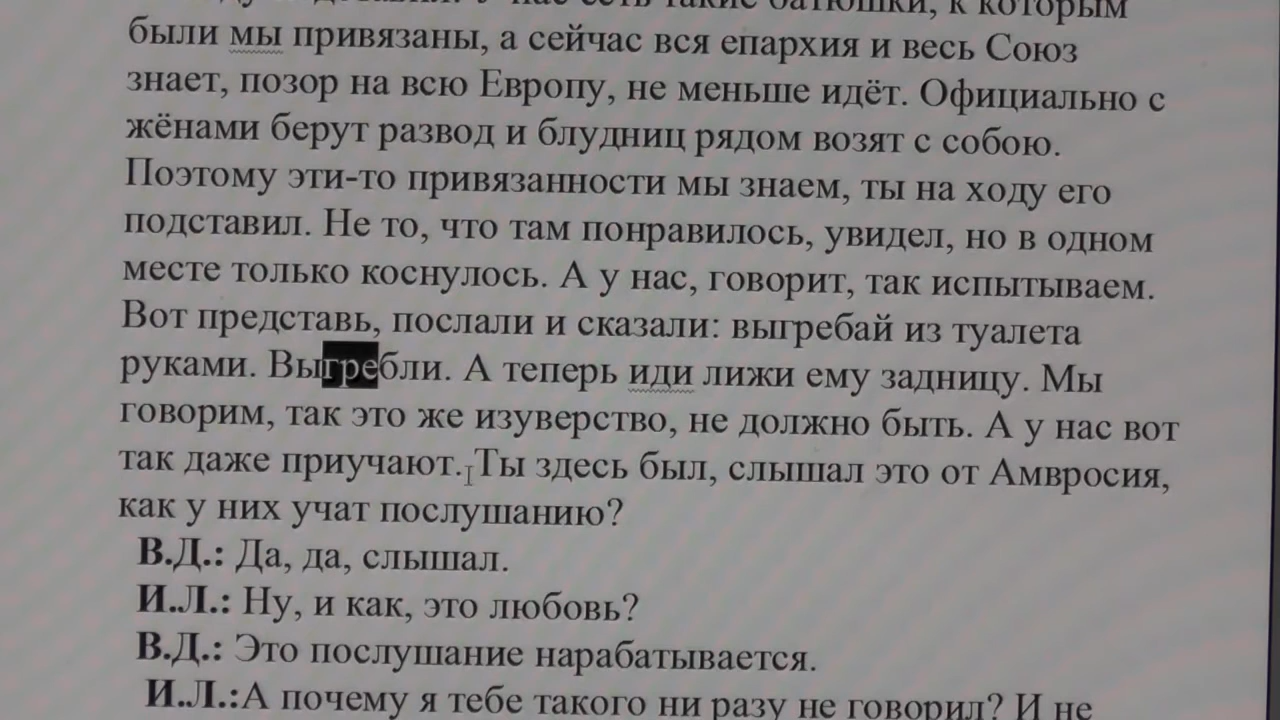 у нас есть такие батюшки, к которым
были мы привязаны, а сейчас вся епархия и весь Союз
знает, позор на всю Европу, не меньше идёт. Официально с
жёнами берут развод и блудниц рядом возят с собою.
Поэтому эти-то привязанности мы знаем, ты на ходу его
подставил. Не то, что там понравилось, увидел, но в одном
месте только коснулось. А у нас, говорит, так испытываем.
Вот представь, послали и сказали: выгребай из туалета
руками. Выгребли. А теперь иди лижи ему задницу. Мы
говорим, так это же изуверство, не должно быть. А у нас вот
так даже приучают. Ты здесь был, слышал это от Амвросия,
как у них учат послушанию?
В.Д.: Да, да, слышал.
И.Л.: Ну, и как, это любовь?
В.Д.: Это послушание нарабатывается.
И.Л.:А почему я тебе такого ни разу не говорил? И не